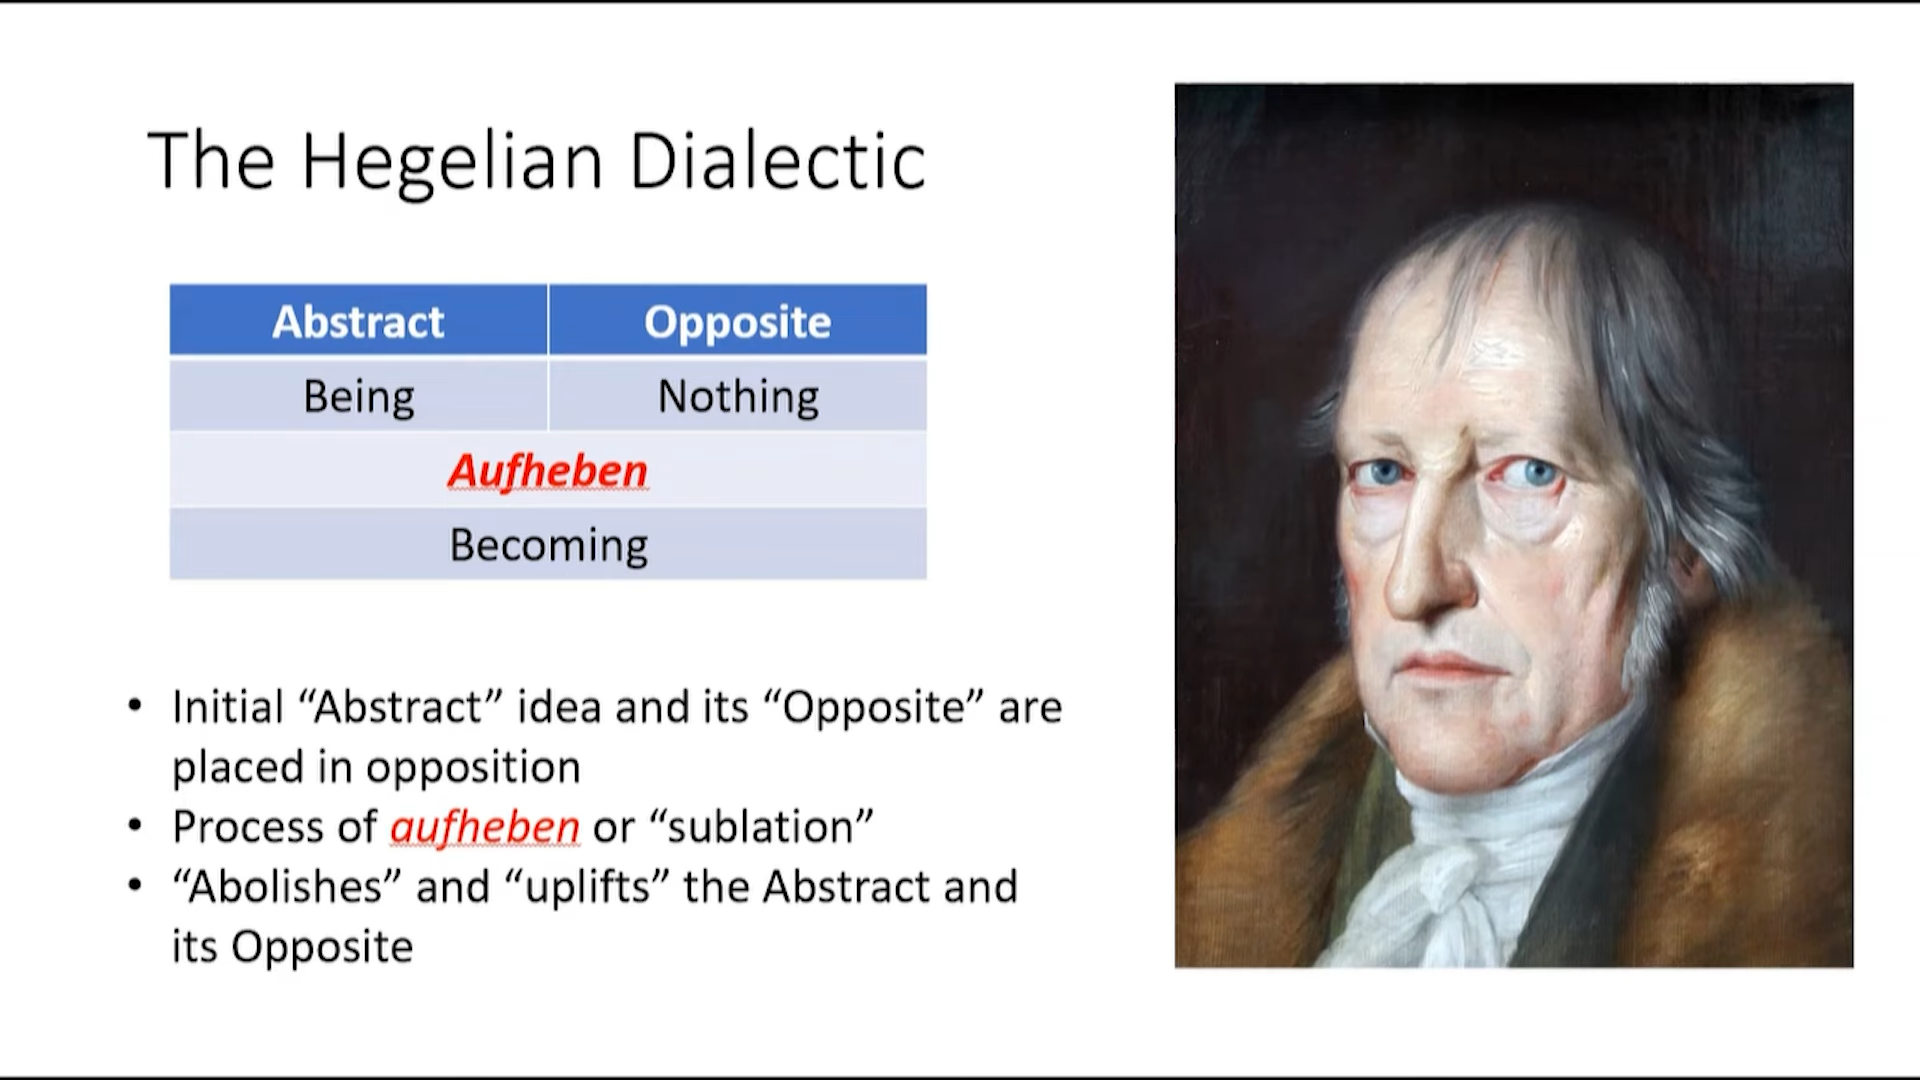 The Hegelian Dialectic
Abstract Opposite
Being Nothing
Aufheben
Becoming
• Initial “Abstract” idea and its “Opposite” are
placed in opposition
• Process of aufheben or “sublation”
• “Abolishes” and “uplifts” the Abstract and
its Opposite